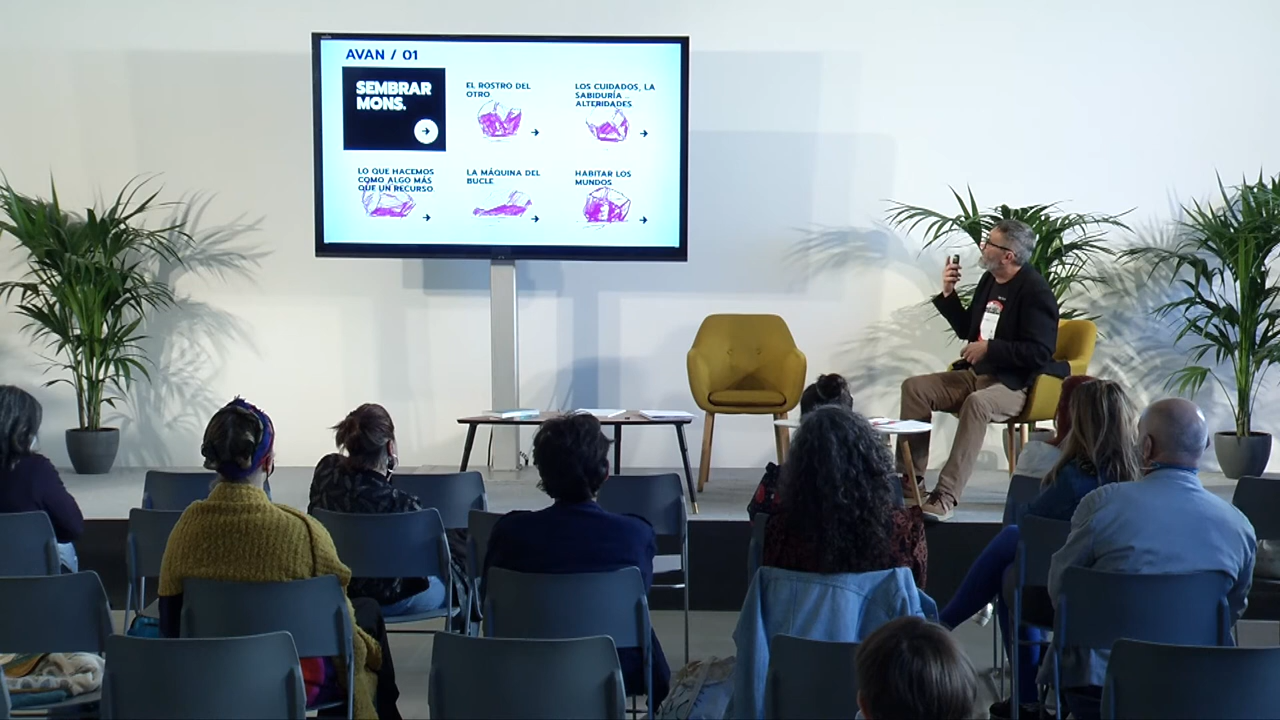 AVAN / 01
SEMBRAR
MONS.
EL ROSTRO DEL
OTRO
LOS CUIDADOS, LA
SABIDURÍA
ALTERIDADES
LO QUE HACEMOS
COMO ALGO MÁS
QUE UN RECURSO
LA MÁQUINA DEL
BUCLE
HABITAR LOS
MUNDOS